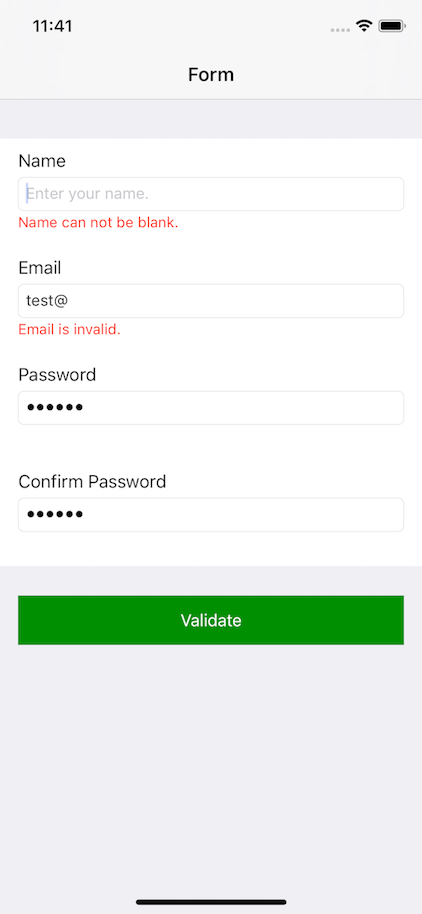 11:41
Form
Name
Enter your name.
Name can not be blank.
Email
test@
Email is invalid.
Password
••••••
Confirm Password
••••••
Validate